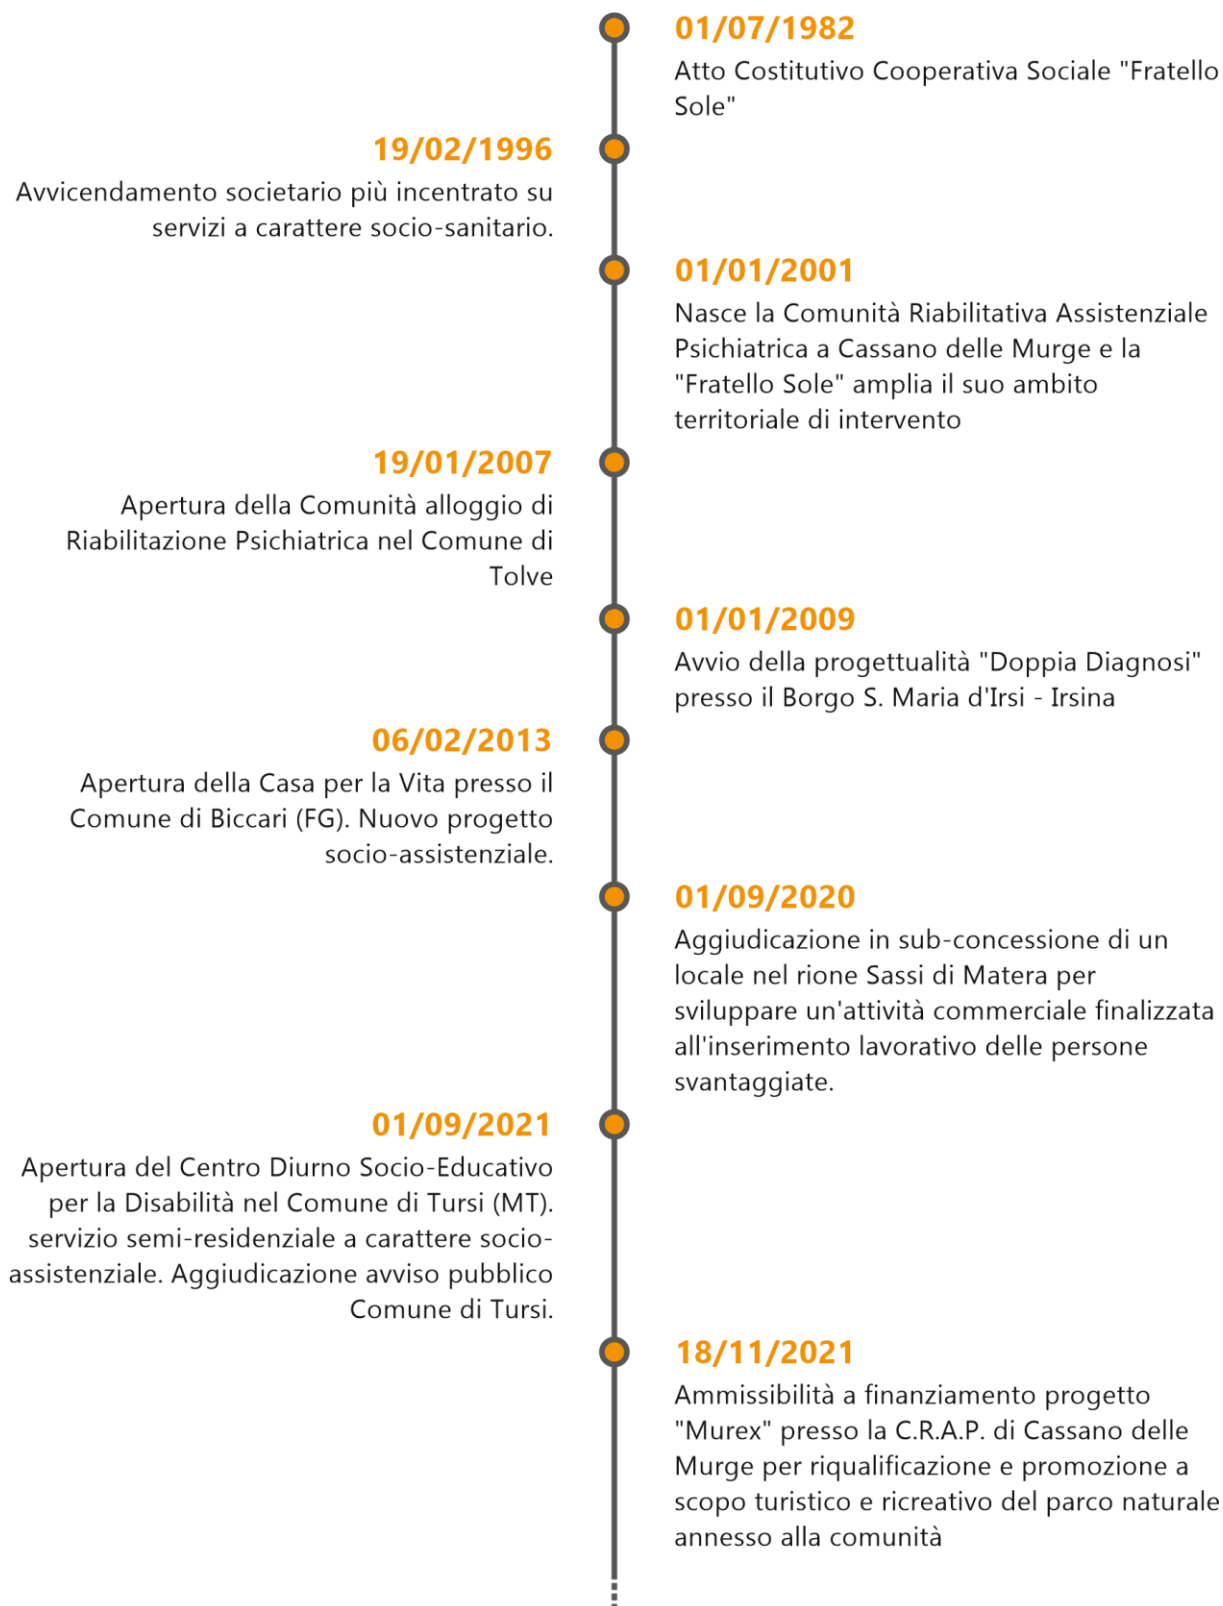 01/07/1982
Atto Costitutivo Cooperativa Sociale "Fratello
Sole"
19/02/1996
Avvicendamento societario più incentrato su
servizi a carattere socio-sanitario.
01/01/2001
Nasce la Comunità Riabilitativa Assistenziale
Psichiatrica a Cassano delle Murge e la
"Fratello Sole" amplia il suo ambito
territoriale di intervento
19/01/2007
Apertura della Comunità alloggio di
Riabilitazione Psichiatrica nel Comune di
Tolve
01/01/2009
Avvio della progettualità "Doppia Diagnosi"
presso il Borgo S. Maria d'Irsi - Irsina
06/02/2013
Apertura della Casa per la Vita presso il
Comune di Biccari (FG). Nuovo progetto
socio-assistenziale.
01/09/2020
Aggiudicazione in sub-concessione di un
locale nel rione Sassi di Matera per
sviluppare un'attività commerciale finalizzata
all'inserimento lavorativo delle persone
svantaggiate.
01/09/2021
Apertura del Centro Diurno Socio-Educativo
per la Disabilità nel Comune di Tursi (MT).
servizio semi-residenziale a carattere socio-
assistenziale. Aggiudicazione avviso pubblico
Comune di Tursi.
18/11/2021
Ammissibilità a finanziamento progetto
"Murex" presso la C.R.A.P. di Cassano delle
Murge per riqualificazione e promozione a
scopo turistico e ricreativo del parco naturale
annesso alla comunità